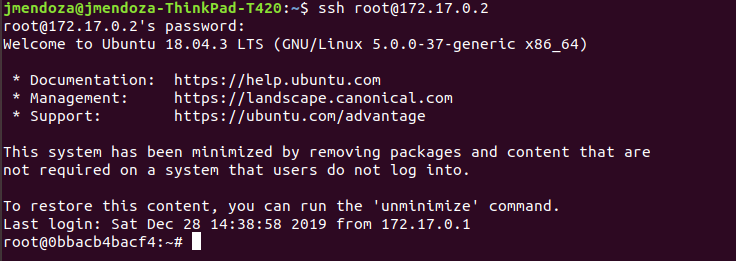 jmendoza@jmendoza-ThinkPad-T420:~$ ssh root@172.17.0.2
root@172.17.0.2's password:
Welcome to Ubuntu 18.04.3 LTS (GNU/Linux 5.0.0-37-generic x86_64)
* Documentation:  https://help.ubuntu.com
* Management:     https://landscape.canonical.com
* Support:        https://ubuntu.com/advantage
This system has been minimized by removing packages and content that are
not required on a system that users do not log into.
To restore this content, you can run the 'unminimize' command.
Last login: Sat Dec 28 14:38:58 2019 from 172.17.0.1
root@0bbacb4bacf4:~#